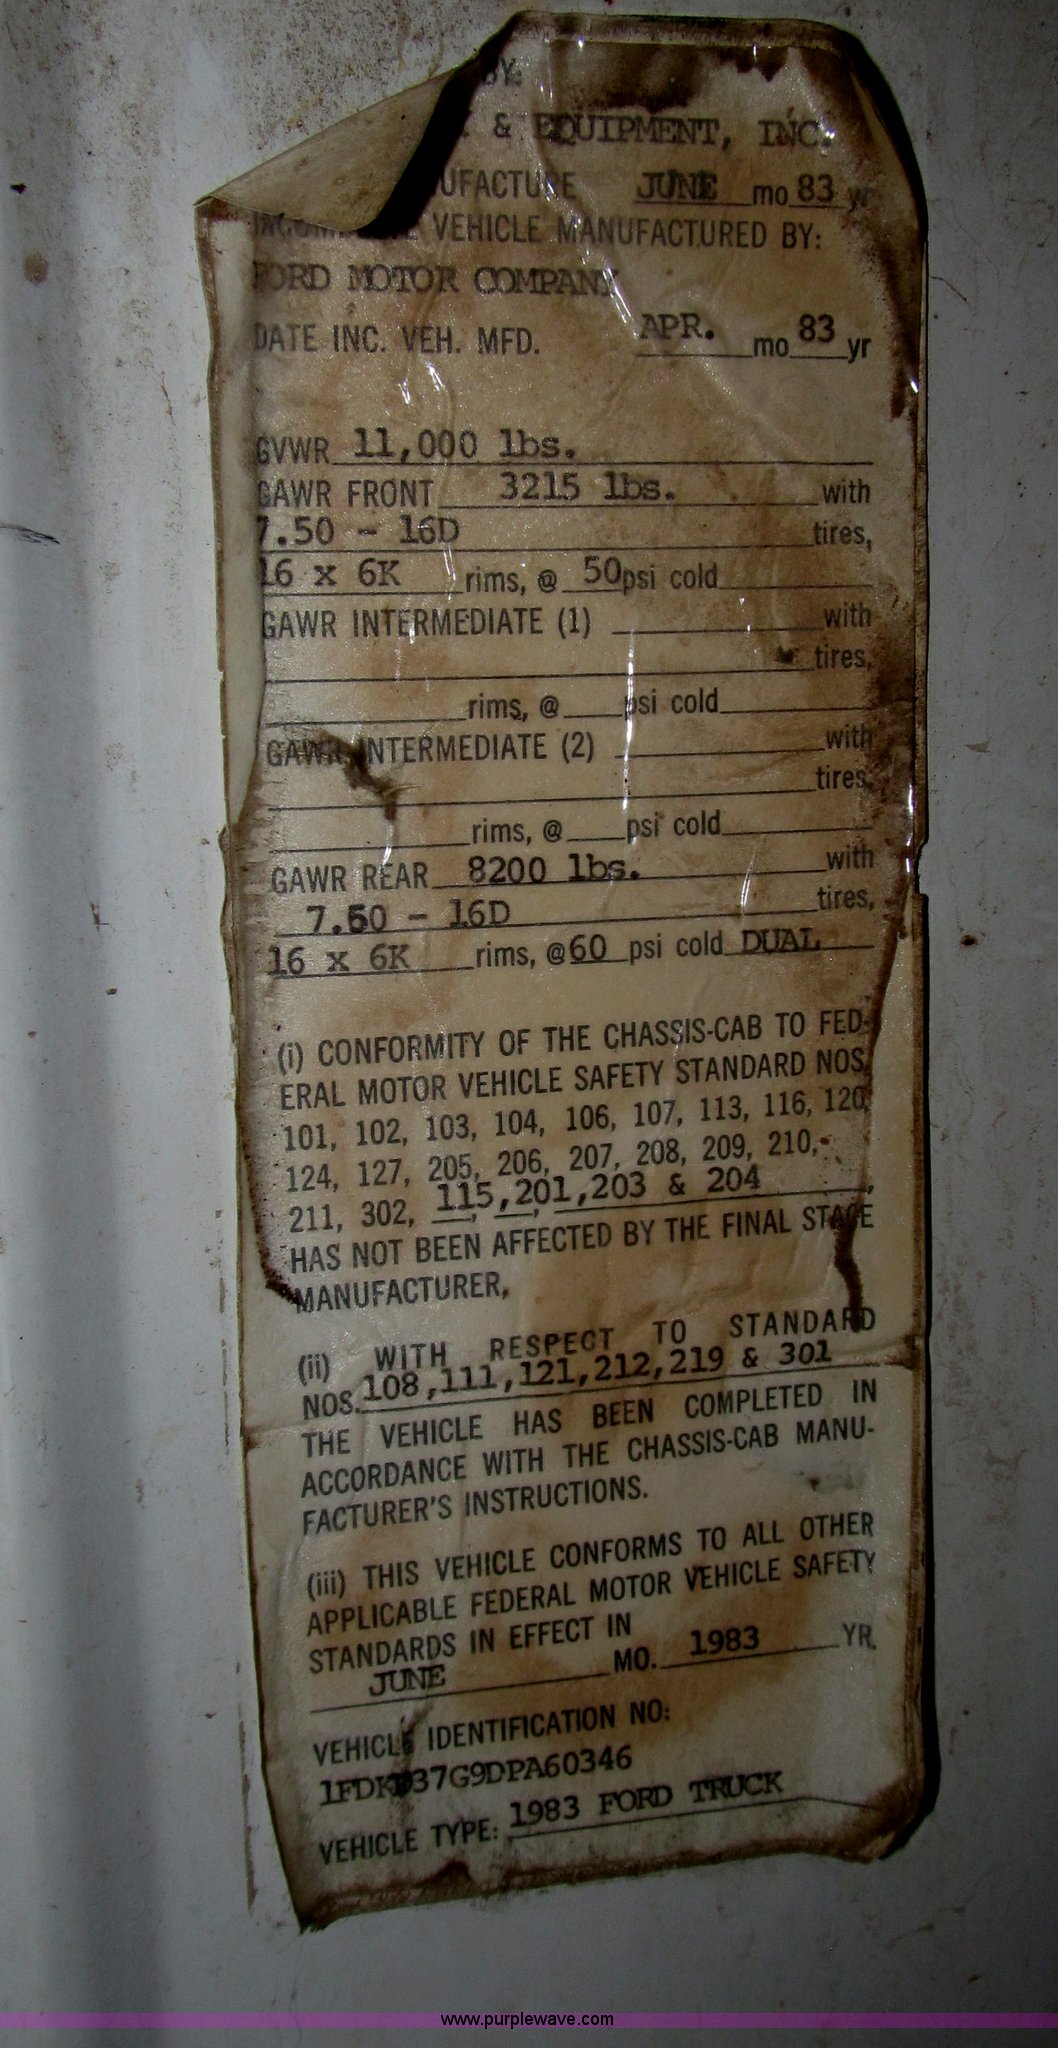 BY:
& EQUIPMENT, INC.
UFACTURE JUNE mo 83 yr
INCOMPLETE VEHICLE MANUFACTURED BY:
FORD MOTOR COMPANY
DATE INC. VEH. MFD. APR. mo 83 yr
GVWR 11,000 lbs.
GAWR FRONT 3215 lbs. with
7.50 - 16D tires,
16 x 6K rims, @ 50 psi cold
GAWR INTERMEDIATE (1) with
tires,
rims, @ psi cold
GAWR INTERMEDIATE (2) with
tires,
rims, @ psi cold
GAWR REAR 8200 lbs. with
7.50 - 16D tires,
16 x 6K rims, @ 60 psi cold DUAL
(i) CONFORMITY OF THE CHASSIS-CAB TO FED-
ERAL MOTOR VEHICLE SAFETY STANDARD NOS.
101, 102, 103, 104, 106, 107, 113, 116, 120,
124, 127, 205, 206, 207, 208, 209, 210,
211, 302, 115, 201, 203 & 204,
HAS NOT BEEN AFFECTED BY THE FINAL STAGE
MANUFACTURER,
(ii) WITH RESPECT TO STANDARD
NOS. 108,111,121,212,219 & 301
THE VEHICLE HAS BEEN COMPLETED IN
ACCORDANCE WITH THE CHASSIS-CAB MANU-
FACTURER'S INSTRUCTIONS.
(iii) THIS VEHICLE CONFORMS TO ALL OTHER
APPLICABLE FEDERAL MOTOR VEHICLE SAFETY
STANDARDS IN EFFECT IN
JUNE MO. 1983 YR.
VEHICLE IDENTIFICATION NO:
1FDKF37G9DPA60346
VEHICLE TYPE: 1983 FORD TRUCK
www.purplewave.com